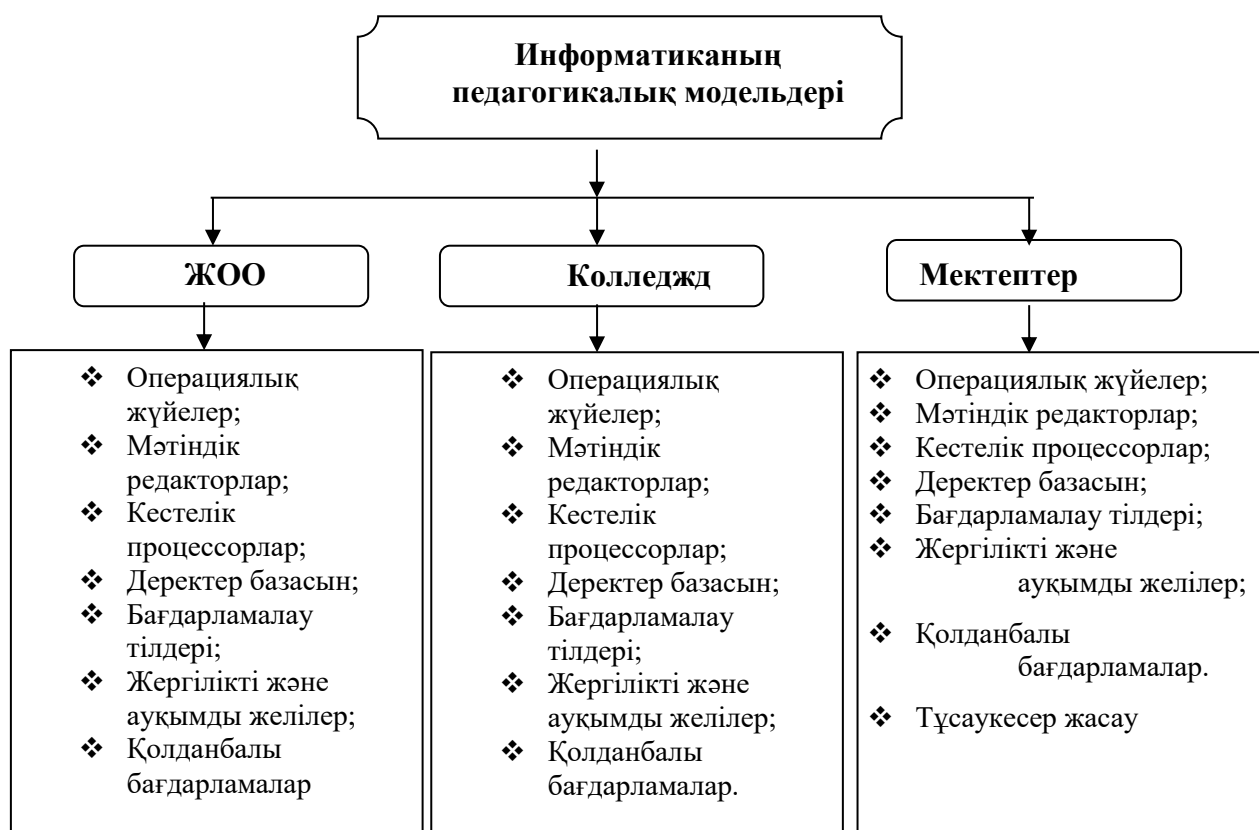 Информатиканың
педагогикалық модельдері
ЖОО
Колледжд
Мектептер
❖ Операциялық
жүйелер;
❖ Мәтіндік
редакторлар;
❖ Кестелік
процессорлар;
❖ Деректер базасын;
❖ Бағдарламалау
тілдері;
❖ Жергілікті және
ауқымды желілер;
❖ Қолданбалы
бағдарламалар
❖ Операциялық
жүйелер;
❖ Мәтіндік
редакторлар;
❖ Кестелік
процессорлар;
❖ Деректер базасын;
❖ Бағдарламалау
тілдері;
❖ Жергілікті және
ауқымды желілер;
❖ Қолданбалы
бағдарламалар.
❖ Операциялық жүйелер;
❖ Мәтіндік редакторлар;
❖ Кестелік процессорлар;
❖ Деректер базасын;
❖ Бағдарламалау тілдері;
❖ Жергілікті және
ауқымды желілер;
❖ Қолданбалы
бағдарламалар.
❖ Тұсаукесер жасау